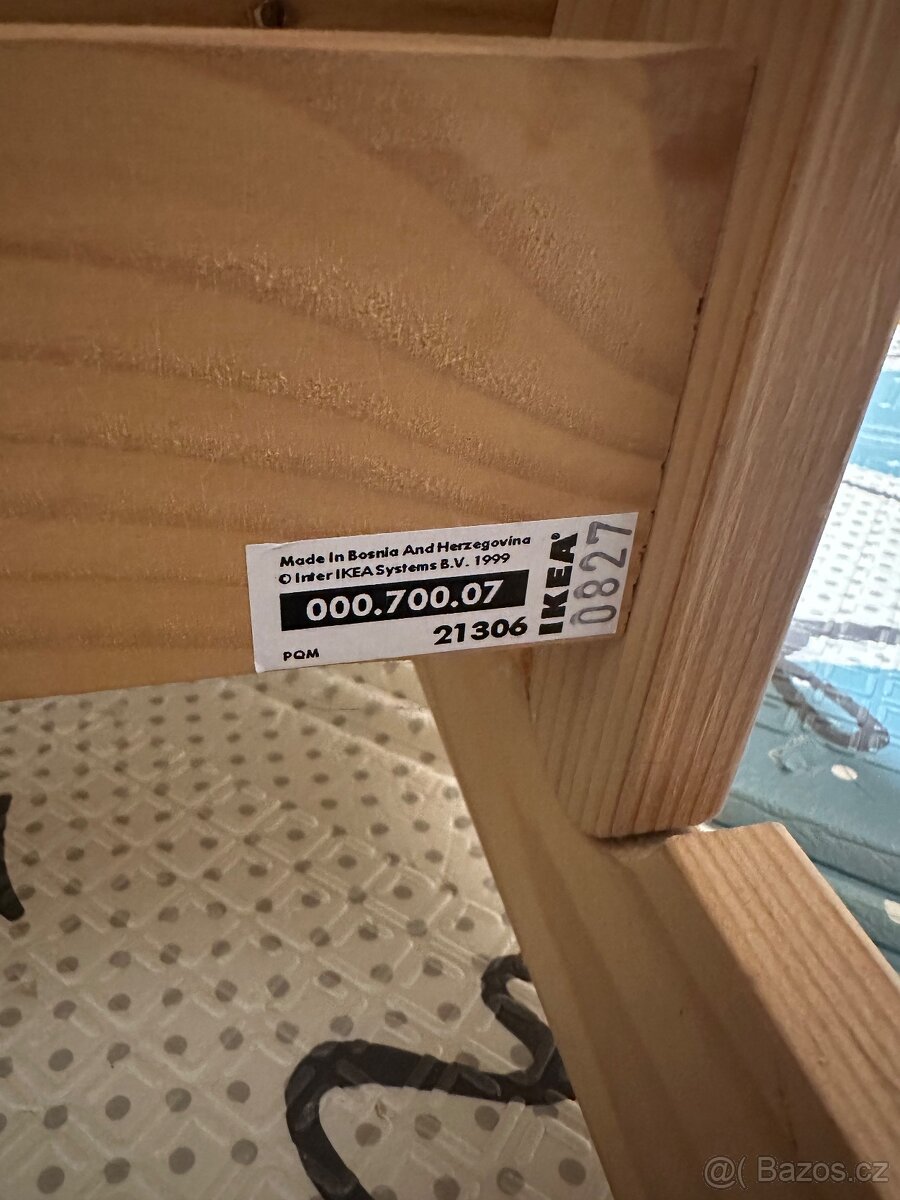 Made In Bosnia And Herzegovina
© Inter IKEA Systems B.V. 1999
000.700.07
21306
PQM
IKEA®
0827
@( Bazos.cz